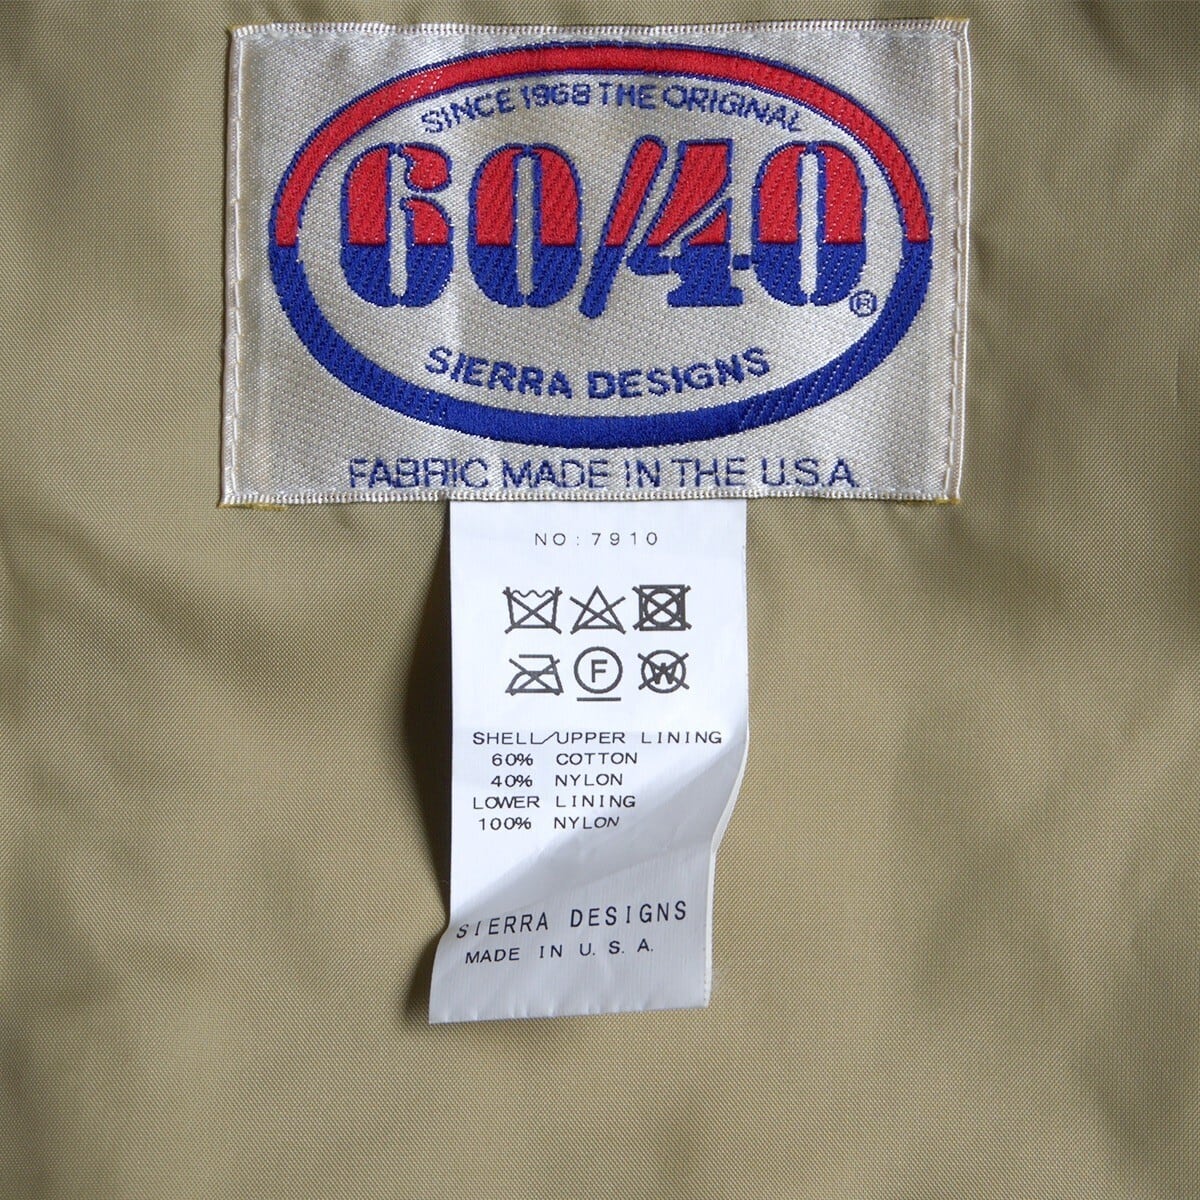 SINCE 1968 THE ORIGINAL
60/40®
SIERRA DESIGNS
FABRIC MADE IN THE U.S.A.
NO:7910
F
W
SHELL/UPPER LINING
60% COTTON
40% NYLON
LOWER LINING
100% NYLON
SIERRA DESIGNS
MADE IN U.S.A.